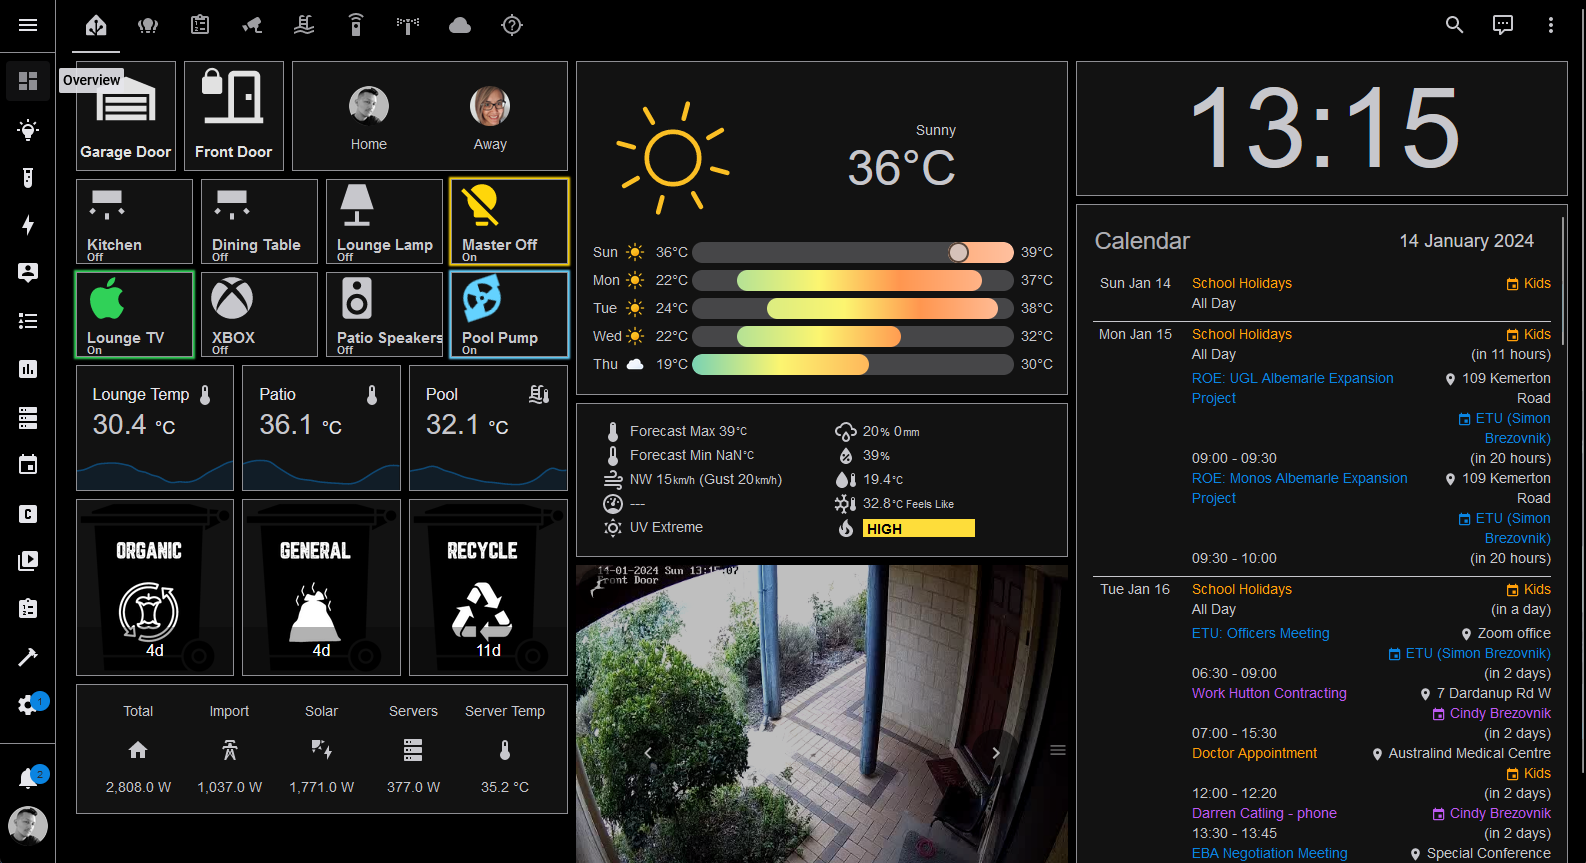 Overview
Garage Door
Front Door
Home
Away
Kitchen
Off
Dining Table
Off
Lounge Lamp
Off
Master Off
On
Lounge TV
On
XBOX
Off
Patio Speakers
Off
Pool Pump
On
Lounge Temp
30.4 °C
Patio
36.1 °C
Pool
32.1 °C
ORGANIC
4d
GENERAL
4d
RECYCLE
11d
Total Import Solar Servers Server Temp
2,808.0 W 1,037.0 W 1,771.0 W 377.0 W 35.2 °C
C
1
2
Sunny
36°C
Sun 36°C 39°C
Mon 22°C 37°C
Tue 24°C 38°C
Wed 22°C 32°C
Thu 19°C 30°C
Forecast Max 39°C
Forecast Min NaN°C
NW 15km/h (Gust 20km/h)
---
UV Extreme
20% 0mm
39%
19.4°C
32.8°C Feels Like
HIGH
14-01-2024 Sun 13:15:07
Front Door
13:15
Calendar 14 January 2024
Sun Jan 14 School Holidays Kids
All Day
Mon Jan 15 School Holidays Kids
All Day (in 11 hours)
ROE: UGL Albemarle Expansion 109 Kemerton
Project Road
ETU (Simon
Brezovnik)
09:00 - 09:30 (in 20 hours)
ROE: Monos Albemarle Expansion 109 Kemerton
Project Road
ETU (Simon
Brezovnik)
09:30 - 10:00 (in 20 hours)
Tue Jan 16 School Holidays Kids
All Day (in a day)
ETU: Officers Meeting Zoom office
ETU (Simon Brezovnik)
06:30 - 09:00 (in 2 days)
Work Hutton Contracting 7 Dardanup Rd W
Cindy Brezovnik
07:00 - 15:30 (in 2 days)
Doctor Appointment Australind Medical Centre
Kids
12:00 - 12:20 (in 2 days)
Darren Catling - phone Cindy Brezovnik
13:30 - 13:45 (in 2 days)
EBA Negotiation Meeting Special Conference